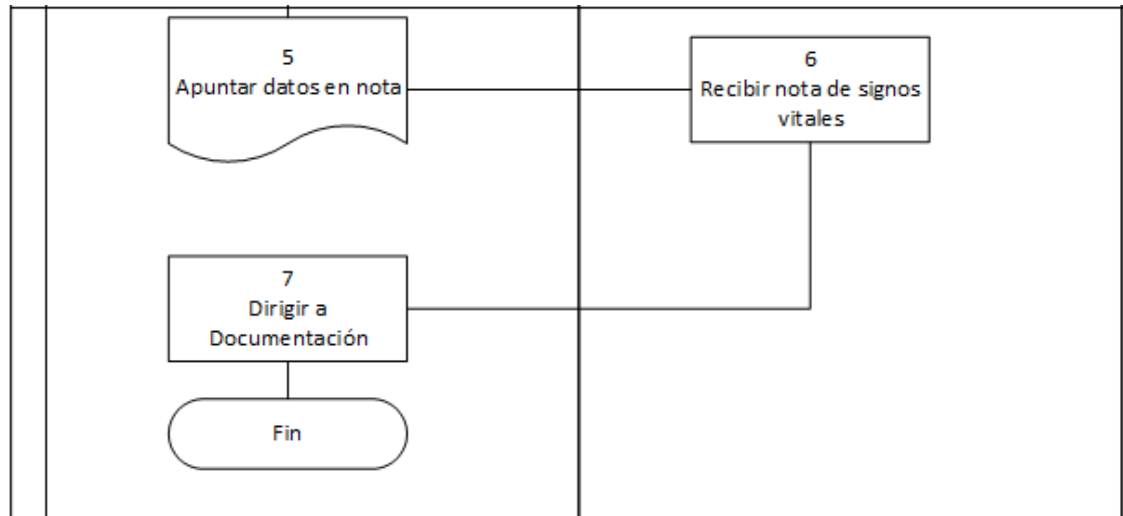 5
Apuntar datos en nota
6
Recibir nota de signos
vitales
7
Dirigir a
Documentación
Fin